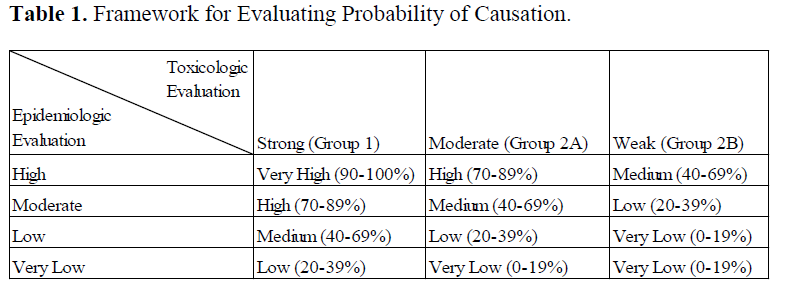 Table 1. Framework for Evaluating Probability of Causation.
Toxicologic
Evaluation
Epidemiologic
Evaluation
Strong (Group 1) Moderate (Group 2A) Weak (Group 2B)
High Very High (90-100%) High (70-89%) Medium (40-69%)
Moderate High (70-89%) Medium (40-69%) Low (20-39%)
Low Medium (40-69%) Low (20-39%) Very Low (0-19%)
Very Low Low (20-39%) Very Low (0-19%) Very Low (0-19%)